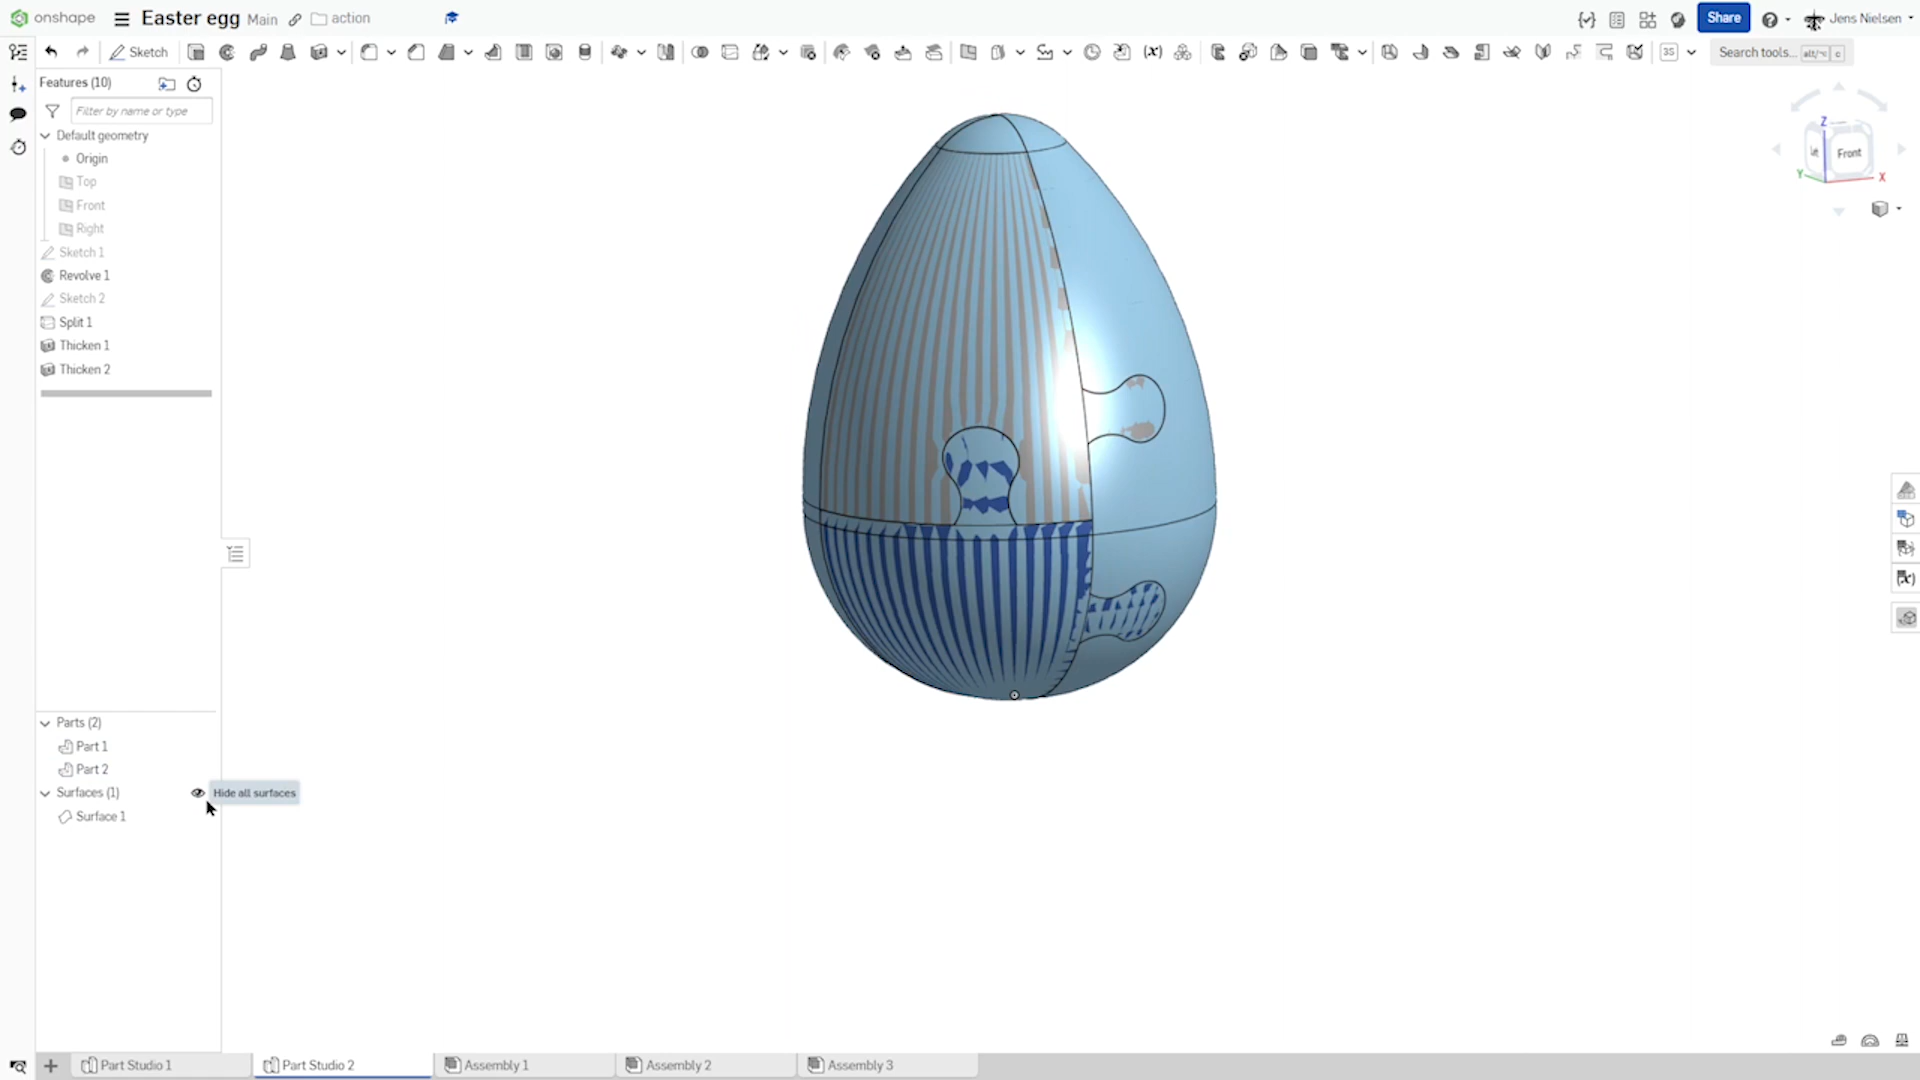 onshape Easter egg Main action Share Jens Nielsen
Sketch 3S Search tools... alt/⌥ c
Features (10)
Filter by name or type
Default geometry
Origin
Top
Front
Right
Sketch 1
Revolve 1
Sketch 2
Split 1
Thicken 1
Thicken 2
Parts (2)
Part 1
Part 2
Surfaces (1) Hide all surfaces
Surface 1
Z
Front
Y X
Part Studio 1 Part Studio 2 Assembly 1 Assembly 2 Assembly 3